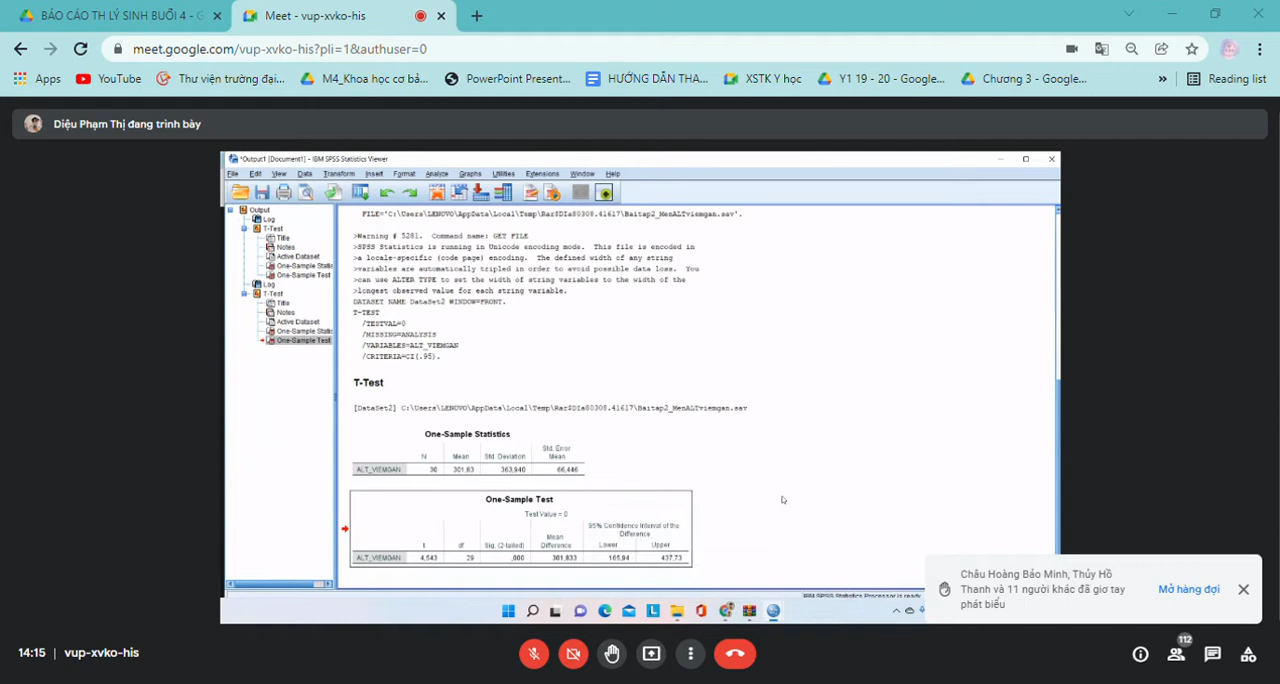 BÁO CÁO TH LÝ SINH BUỔI 4 - G
Meet - vup-xvko-his
meet.google.com/vup-xvko-his?pli=1&authuser=0
Apps YouTube Thư viện trường đại... M4_Khoa học cơ bả... PowerPoint Present... HƯỚNG DẪN THA... XSTK Y học Y1 19 - 20 - Google... Chương 3 - Google... » Reading list
Diệu Phạm Thị đang trình bày
*Output1 [Document1] - IBM SPSS Statistics Viewer
File Edit View Data Transform Insert Format Analyze Graphs Utilities Extensions Window Help
Output
Log
T-Test
Title
Notes
Active Dataset
One-Sample Statis
One-Sample Test
Log
T-Test
Title
Notes
Active Dataset
One-Sample Statis
One-Sample Test
FILE='C:\Users\LENOVO\AppData\Local\Temp\Rar$DIa80308.41617\Baitap2_MenALTviemgan.sav'.
>Warning # 5281. Command name: GET FILE
>SPSS Statistics is running in Unicode encoding mode. This file is encoded in
>a locale-specific (code page) encoding. The defined width of any string
>variables are automatically tripled in order to avoid possible data loss. You
>can use ALTER TYPE to set the width of string variables to the width of the
>longest observed value for each string variable.
DATASET NAME DataSet2 WINDOW=FRONT.
T-TEST
/TESTVAL=0
/MISSING=ANALYSIS
/VARIABLES=ALT_VIEMGAN
/CRITERIA=CI(.95).
T-Test
[DataSet2] C:\Users\LENOVO\AppData\Local\Temp\Rar$DIa80308.41617\Baitap2_MenALTviemgan.sav
One-Sample Statistics
N Mean Std. Deviation Std. Error Mean
ALT_VIEMGAN 30 301,83 363,940 66,446
One-Sample Test
Test Value = 0
95% Confidence Interval of the Difference
t df Sig. (2-tailed) Mean Difference Lower Upper
ALT_VIEMGAN 4,543 29 ,000 301,833 165,94 437,73
IBM SPSS Statistics Processor is ready
Châu Hoàng Bảo Minh, Thúy Hồ
Thanh và 11 người khác đã giơ tay
phát biểu
Mở hàng đợi
14:15 | vup-xvko-his
112